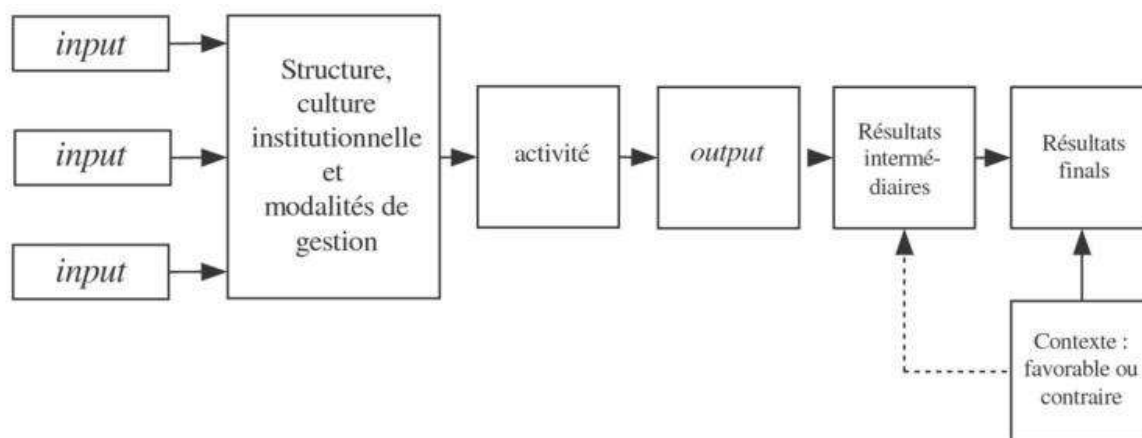 input
input
input
Structure,
culture
institutionnelle
et
modalités de
gestion
activité
output
Résultats
intermé-
diaires
Résultats
finals
Contexte :
favorable ou
contraire